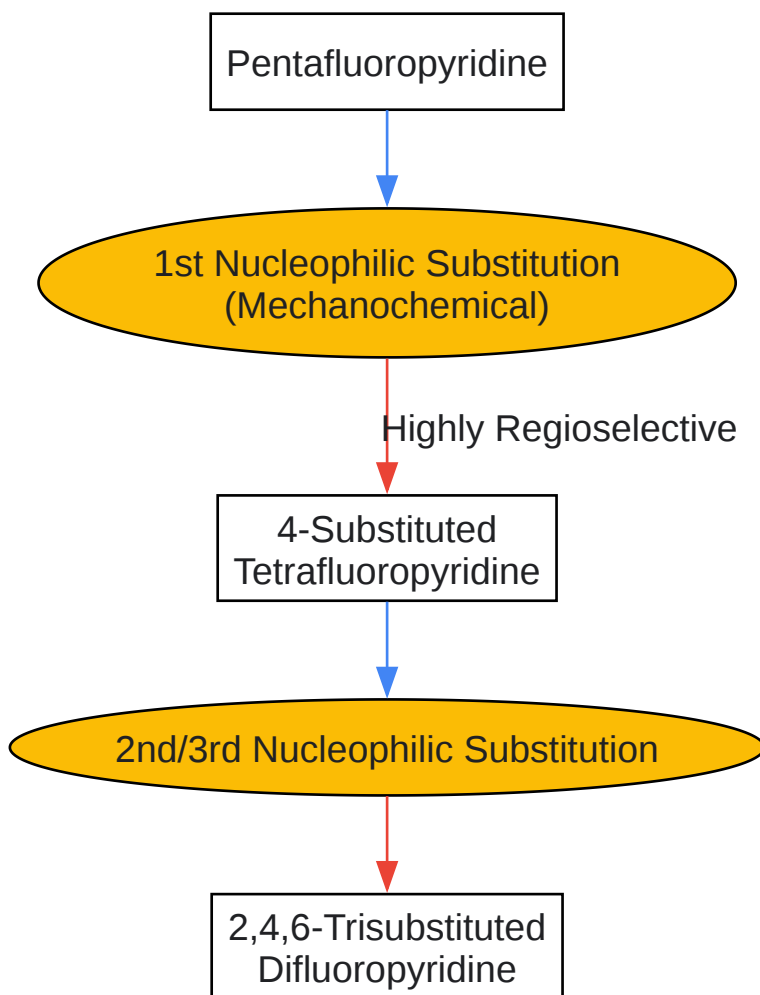 Pentafluoropyridine
1st Nucleophilic Substitution
(Mechanochemical)
Highly Regioselective
4-Substituted
Tetrafluoropyridine
2nd/3rd Nucleophilic Substitution
2,4,6-Trisubstituted
Difluoropyridine